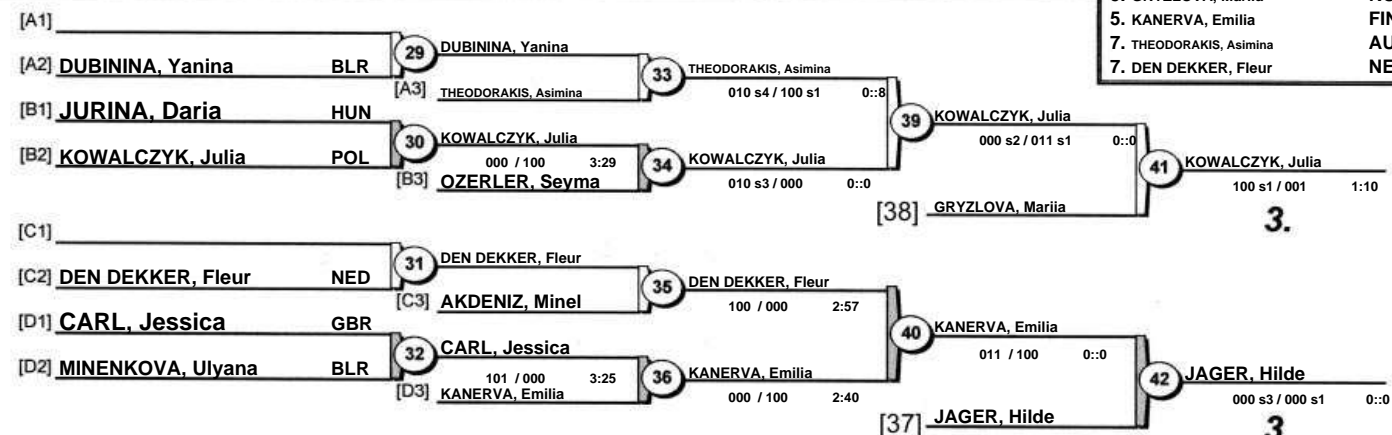 5. KANERVA, Emilia FIN
7. THEODORAKIS, Asimina AU
7. DEN DEKKER, Fleur NE
[A1]
[A2] DUBININA, Yanina BLR
29 DUBININA, Yanina
[A3] THEODORAKIS, Asimina
33 THEODORAKIS, Asimina
010 s4 / 100 s1 0::8
[B1] JURINA, Daria HUN
[B2] KOWALCZYK, Julia POL
30 KOWALCZYK, Julia
000 / 100 3:29
[B3] OZERLER, Seyma
34 KOWALCZYK, Julia
010 s3 / 000 0::0
39 KOWALCZYK, Julia
000 s2 / 011 s1 0::0
[38] GRYZLOVA, Mariia
41 KOWALCZYK, Julia
100 s1 / 001 1:10
3.
[C1]
[C2] DEN DEKKER, Fleur NED
31 DEN DEKKER, Fleur
[C3] AKDENIZ, Minel
35 DEN DEKKER, Fleur
100 / 000 2:57
[D1] CARL, Jessica GBR
[D2] MINENKOVA, Ulyana BLR
32 CARL, Jessica
101 / 000 3:25
[D3] KANERVA, Emilia
36 KANERVA, Emilia
000 / 100 2:40
40 KANERVA, Emilia
011 / 100 0::0
[37] JAGER, Hilde
42 JAGER, Hilde
000 s3 / 000 s1 0::0
3